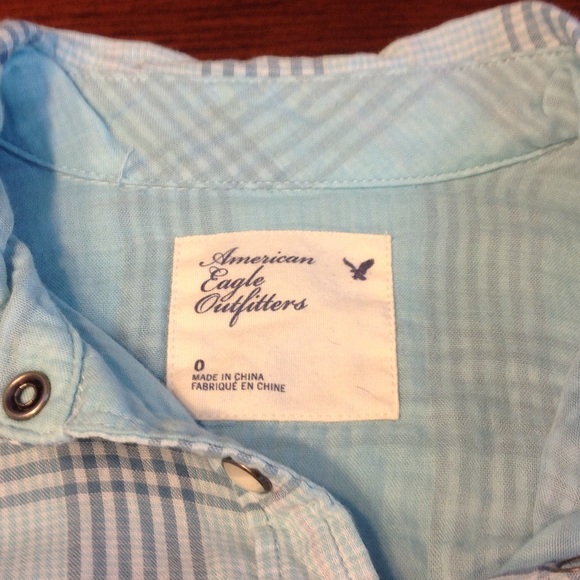 American
Eagle
Outfitters
0
MADE IN CHINA
FABRIQUÉ EN CHINE